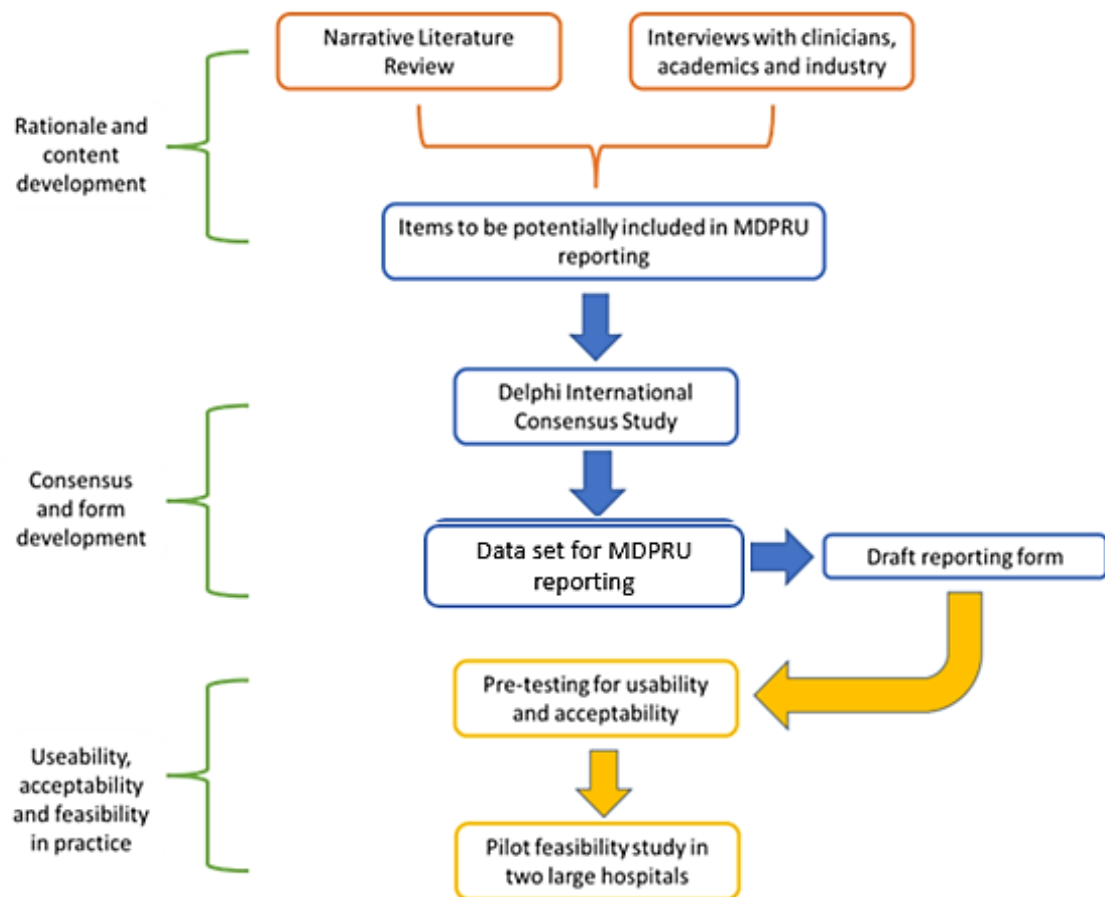 Narrative Literature
Review
Interviews with clinicians,
academics and industry
Rationale and
content
development
Items to be potentially included in MDPRU
reporting
Delphi International
Consensus Study
Consensus
and form
development
Data set for MDPRU
reporting
Draft reporting form
Pre-testing for usability
and acceptability
Useability,
acceptability
and feasibility
in practice
Pilot feasibility study in
two large hospitals